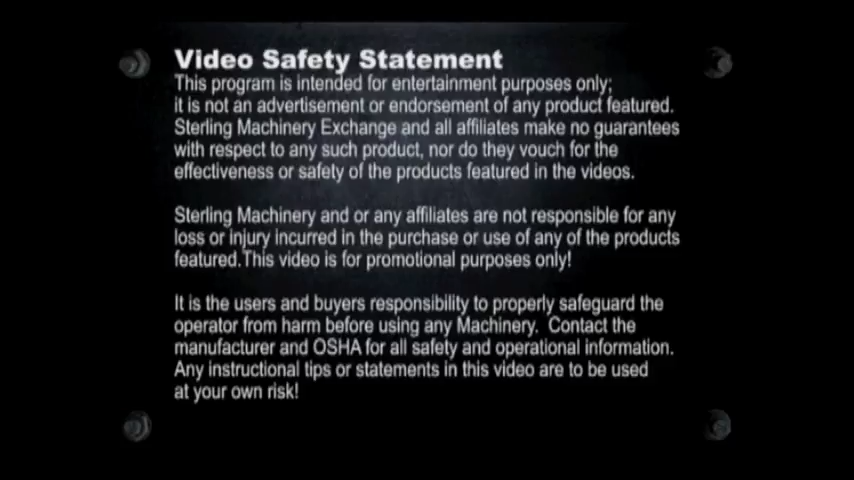 Video Safety Statement
This program is intended for entertainment purposes only;
it is not an advertisement or endorsement of any product featured.
Sterling Machinery Exchange and all affiliates make no guarantees
with respect to any such product, nor do they vouch for the
effectiveness or safety of the products featured in the videos.
Sterling Machinery and or any affiliates are not responsible for any
loss or injury incurred in the purchase or use of any of the products
featured.This video is for promotional purposes only!
It is the users and buyers responsibility to properly safeguard the
operator from harm before using any Machinery.  Contact the
manufacturer and OSHA for all safety and operational information.
Any instructional tips or statements in this video are to be used
at your own risk!